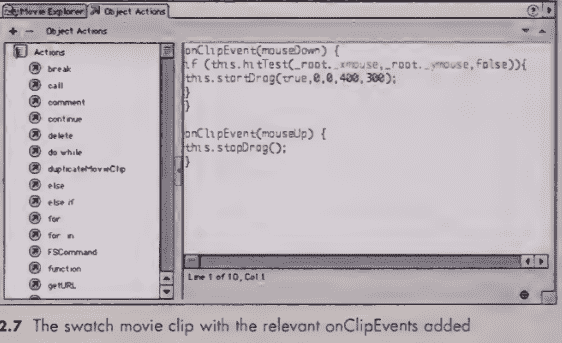 Movie Explorer Object Actions
+ - Object Actions
Actions
break
call
comment
continue
delete
do while
duplicateMovieClip
else
else if
for
for in
FSCommand
function
getURL
onClipEvent(mouseDown) {
if (this.hitTest(_root._xmouse,_root._ymouse,false)){
this.startDrag(true,0,0,400,300);
}
}
onClipEvent(mouseUp) {
this.stopDrag();
}
Line 1 of 10, Col 1
2.7 The swatch movie clip with the relevant onClipEvents added